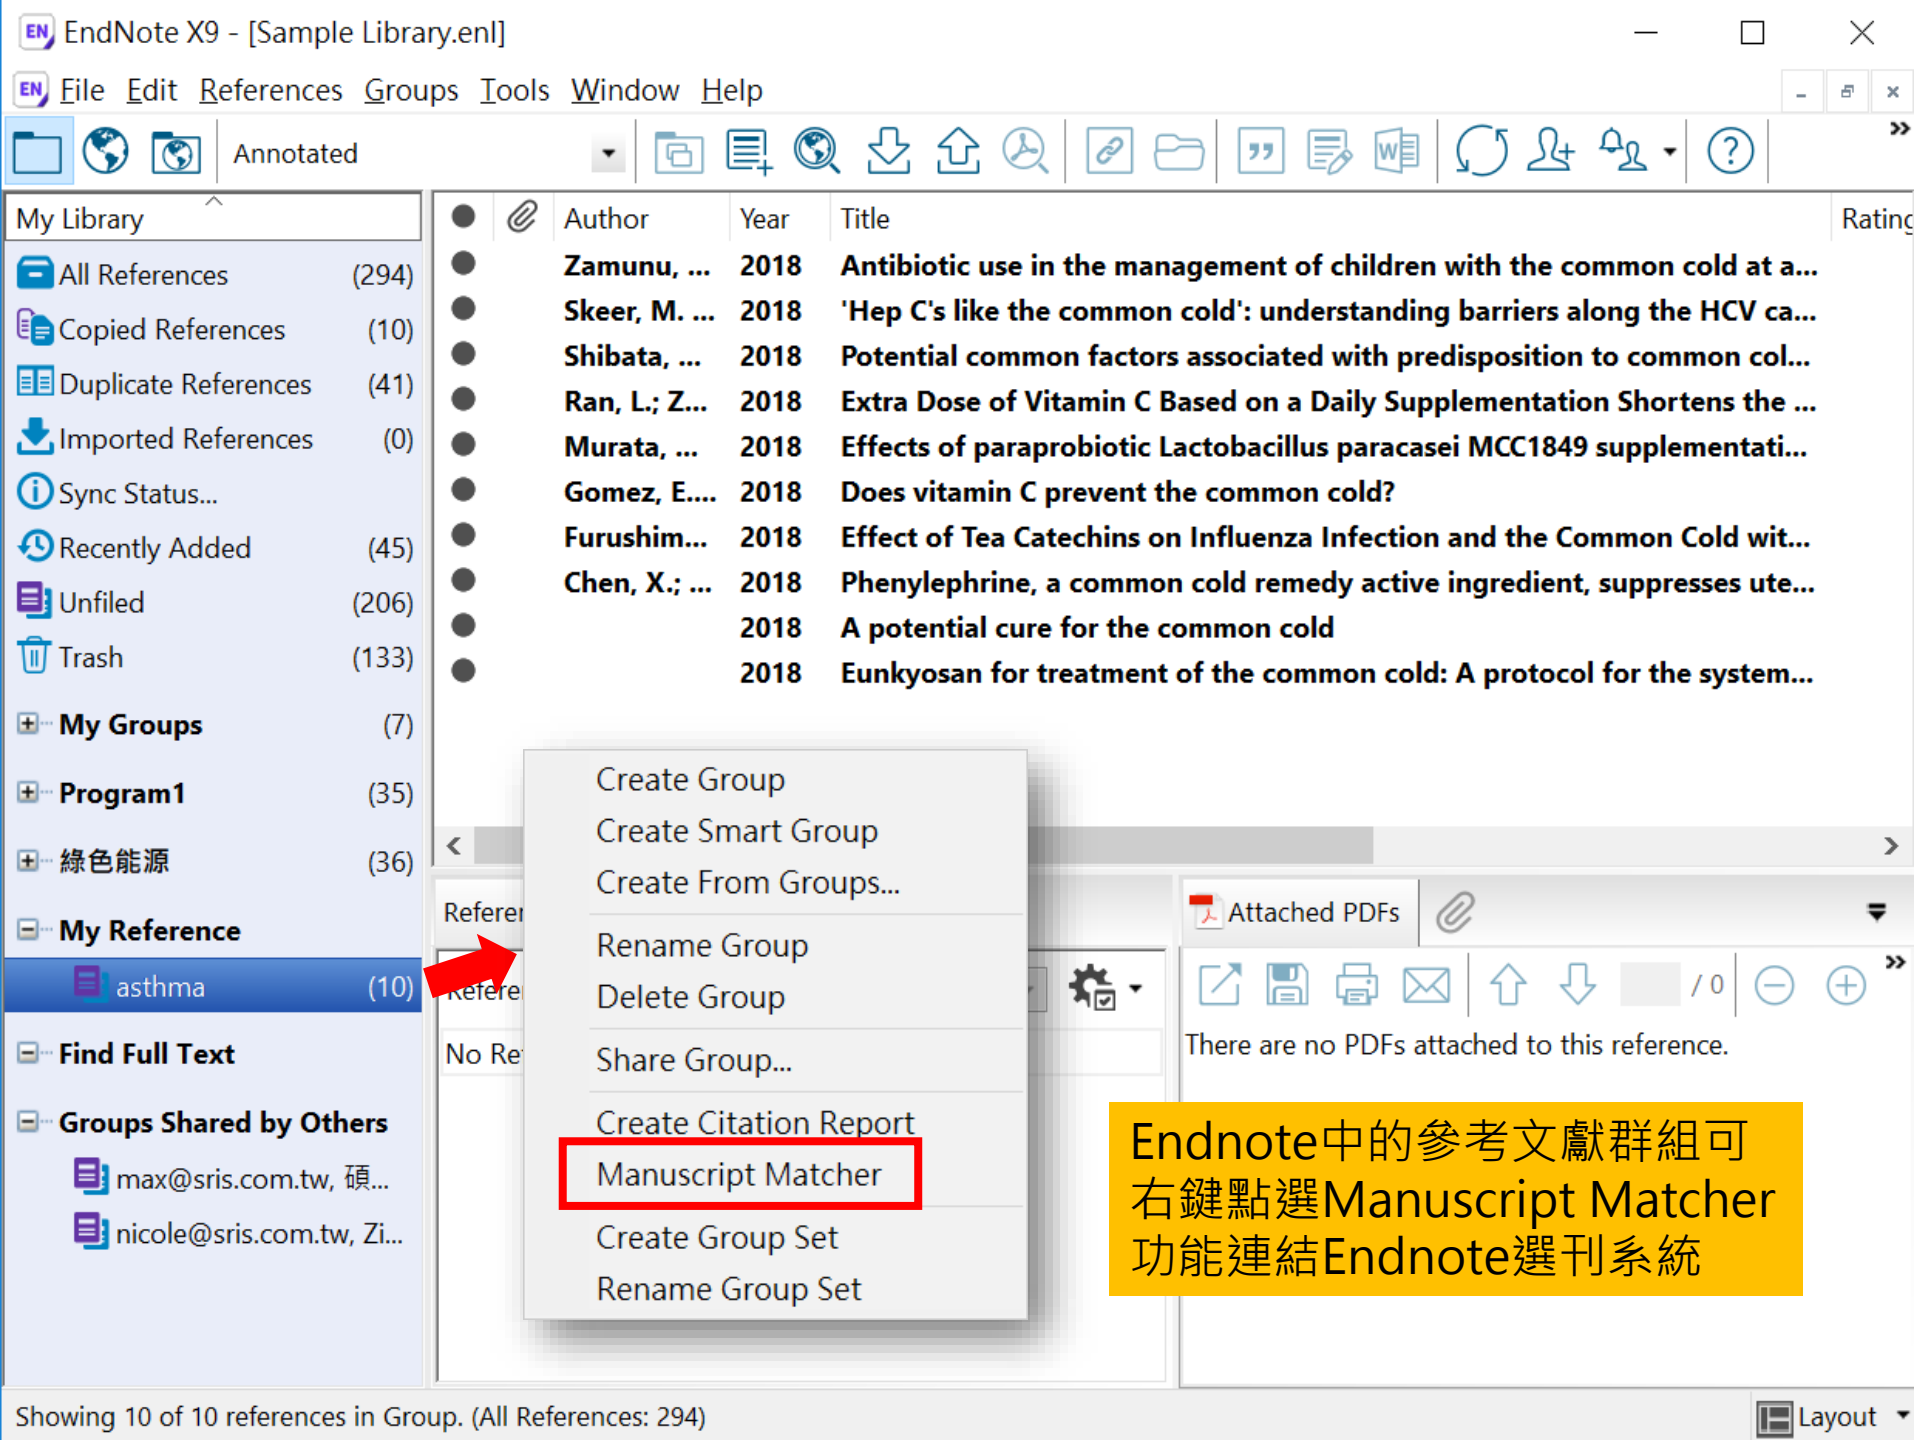 EndNote X9 - [Sample Library.enl]
File Edit References Groups Tools Window Help
Annotated
My Library
All References (294)
Copied References (10)
Duplicate References (41)
Imported References (0)
Sync Status...
Recently Added (45)
Unfiled (206)
Trash (133)
My Groups (7)
Program1 (35)
綠色能源 (36)
My Reference
asthma (10)
Find Full Text
Groups Shared by Others
max@sris.com.tw, 碩...
nicole@sris.com.tw, Zi...
Author Year Title Rating
Zamunu, ... 2018 Antibiotic use in the management of children with the common cold at a...
Skeer, M. ... 2018 'Hep C's like the common cold': understanding barriers along the HCV ca...
Shibata, ... 2018 Potential common factors associated with predisposition to common col...
Ran, L.; Z... 2018 Extra Dose of Vitamin C Based on a Daily Supplementation Shortens the ...
Murata, ... 2018 Effects of paraprobiotic Lactobacillus paracasei MCC1849 supplementati...
Gomez, E.... 2018 Does vitamin C prevent the common cold?
Furushim... 2018 Effect of Tea Catechins on Influenza Infection and the Common Cold wit...
Chen, X.; ... 2018 Phenylephrine, a common cold remedy active ingredient, suppresses ute...
2018 A potential cure for the common cold
2018 Eunkyosan for treatment of the common cold: A protocol for the system...
Create Group
Create Smart Group
Create From Groups...
Rename Group
Delete Group
Share Group...
Create Citation Report
Manuscript Matcher
Create Group Set
Rename Group Set
Attached PDFs
/ 0
There are no PDFs attached to this reference.
Endnote中的參考文獻群組可
右鍵點選Manuscript Matcher
功能連結Endnote選刊系統
Showing 10 of 10 references in Group. (All References: 294)
Layout